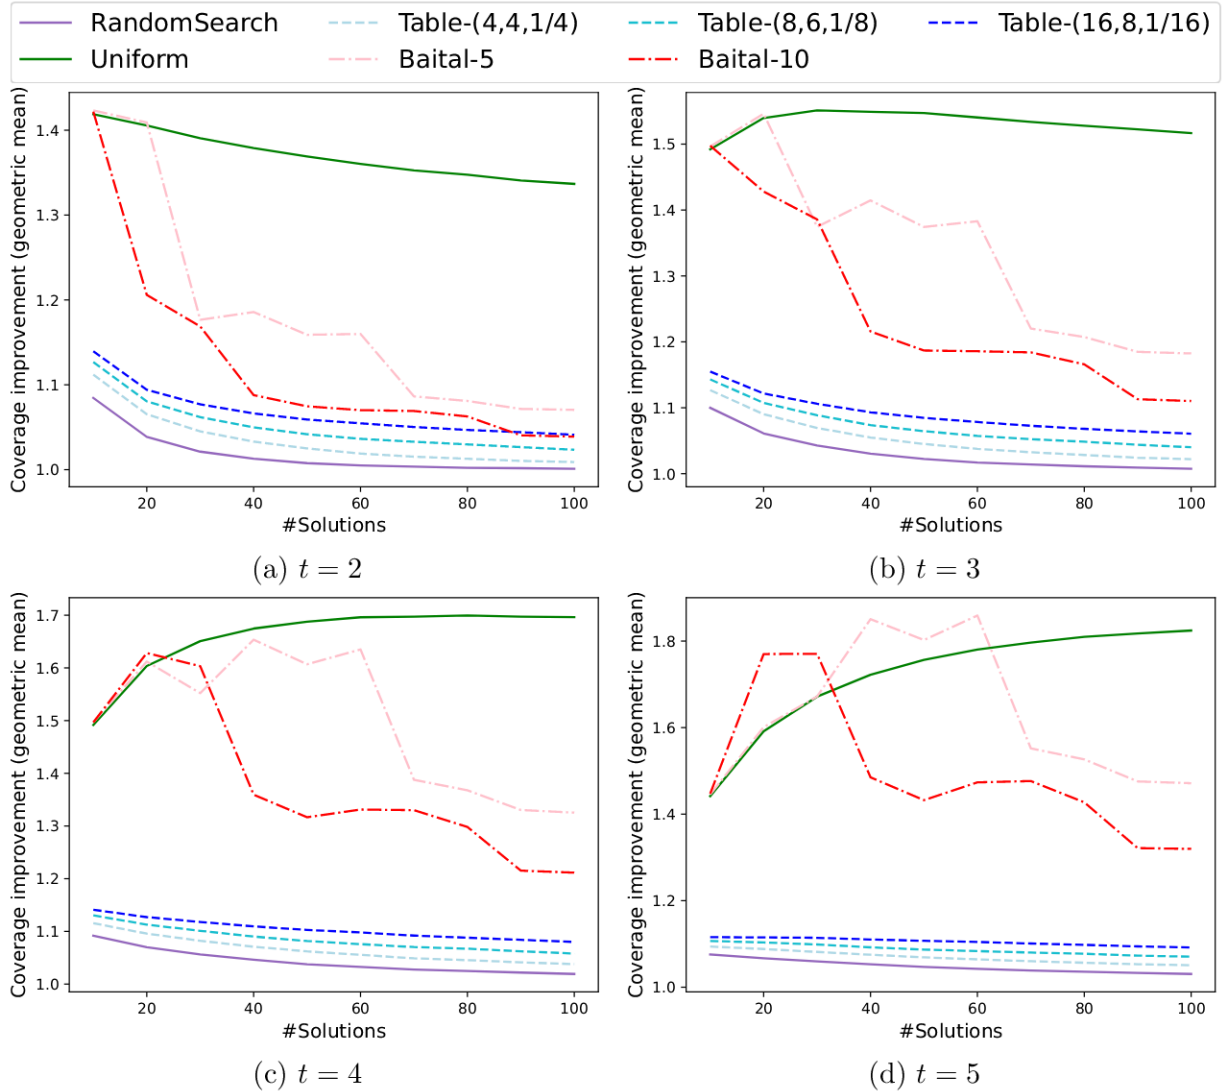 RandomSearch Table-(4,4,1/4) Table-(8,6,1/8) Table-(16,8,1/16)
Uniform Baital-5 Baital-10
Coverage improvement (geometric mean)
1.4
1.3
1.2
1.1
1.0
20 40 60 80 100
#Solutions
(a) t = 2
Coverage improvement (geometric mean)
1.5
1.4
1.3
1.2
1.1
1.0
20 40 60 80 100
#Solutions
(b) t = 3
Coverage improvement (geometric mean)
1.7
1.6
1.5
1.4
1.3
1.2
1.1
1.0
20 40 60 80 100
#Solutions
(c) t = 4
Coverage improvement (geometric mean)
1.8
1.6
1.4
1.2
1.0
20 40 60 80 100
#Solutions
(d) t = 5